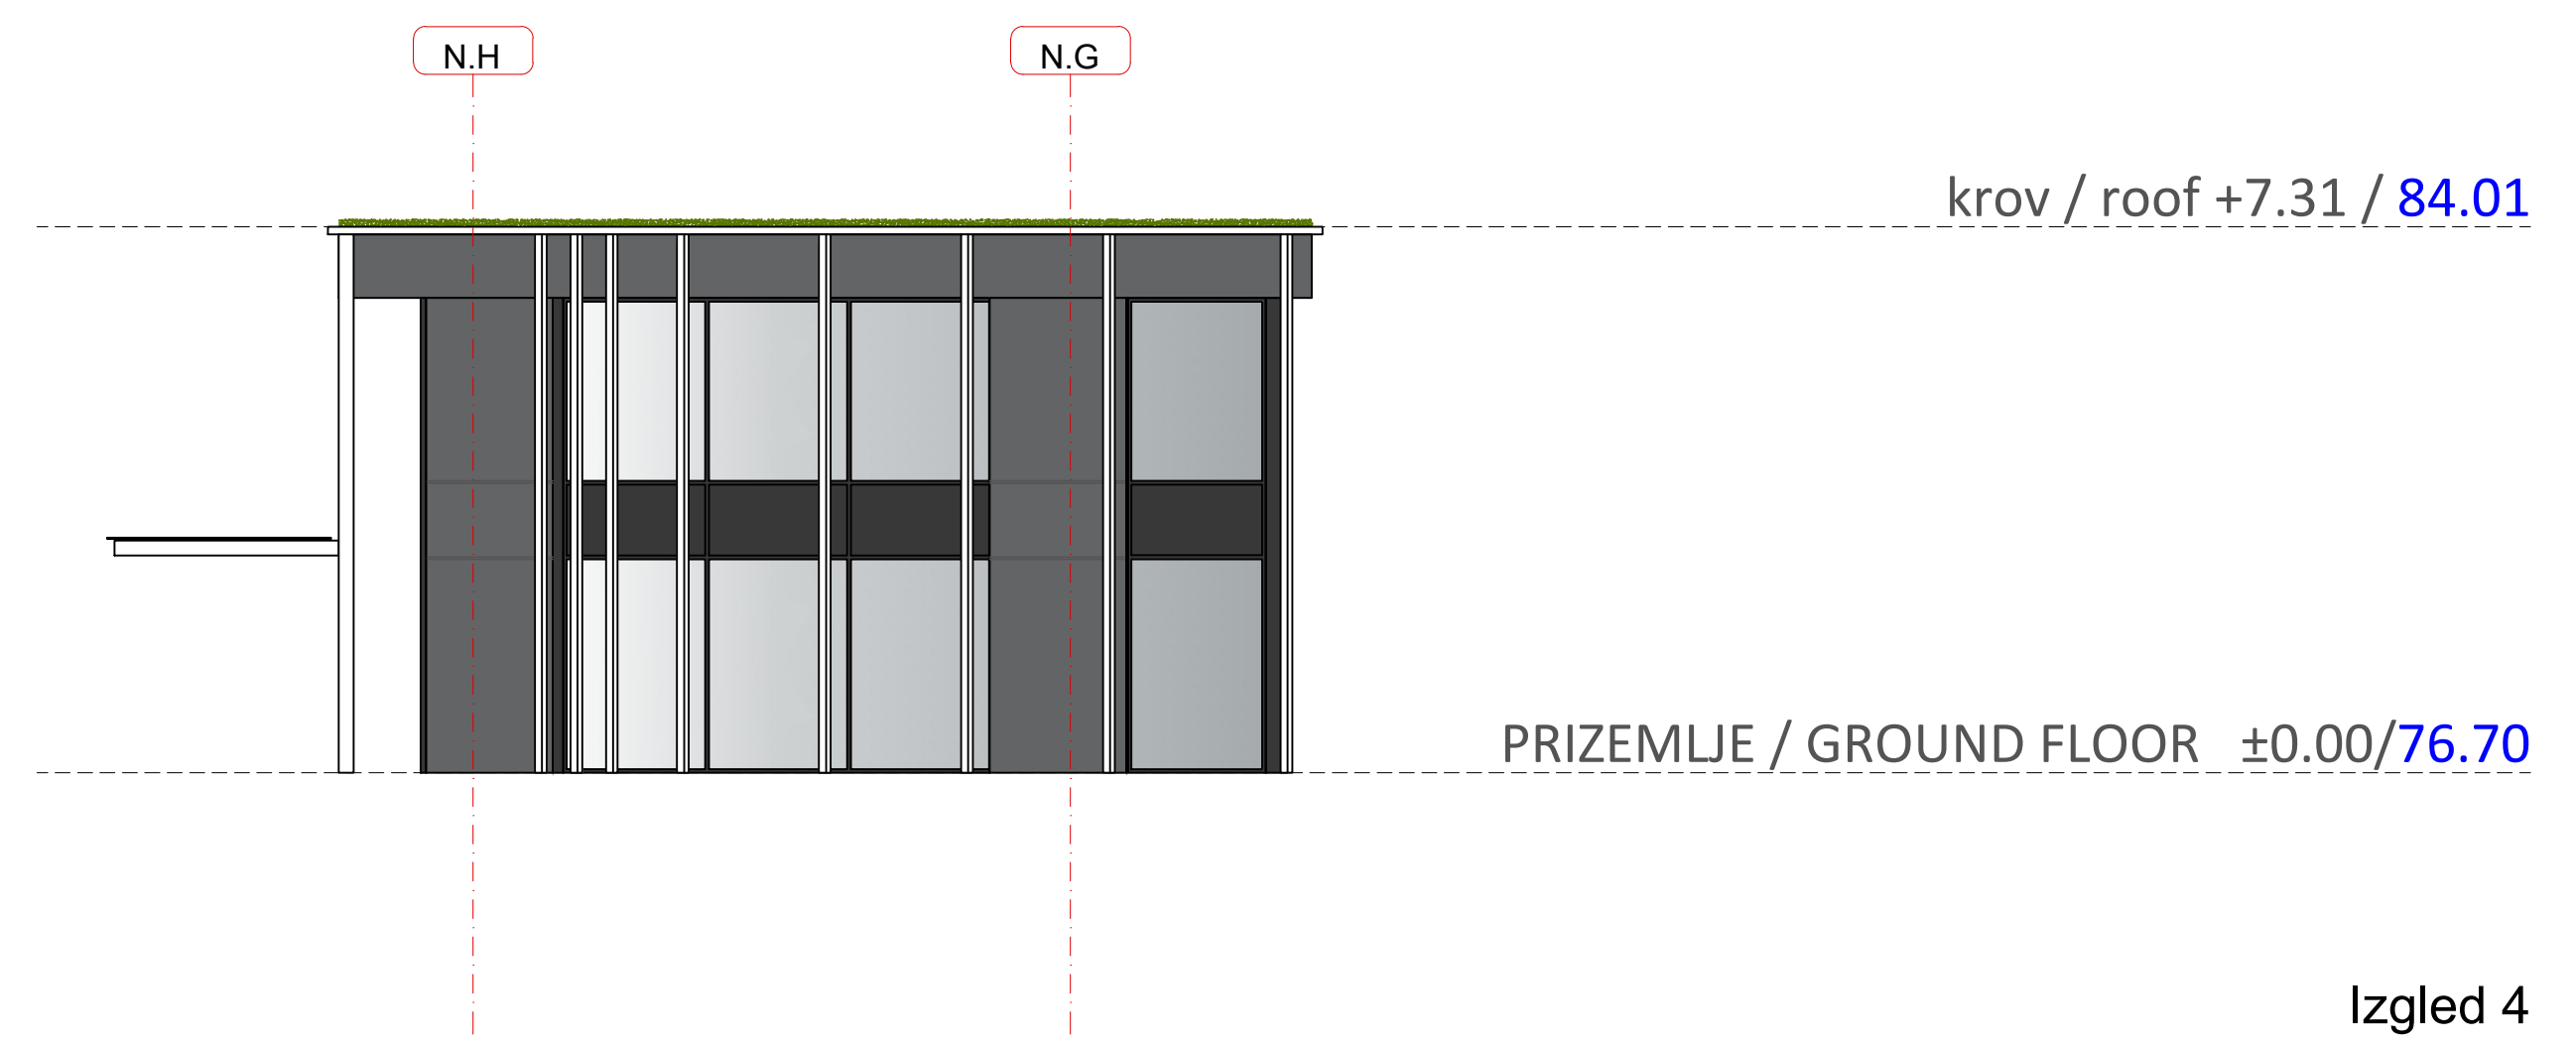 N.H
N.G
krov / roof +7.31 / 84.01
PRIZEMLJE / GROUND FLOOR ±0.00/76.70
Izgled 4